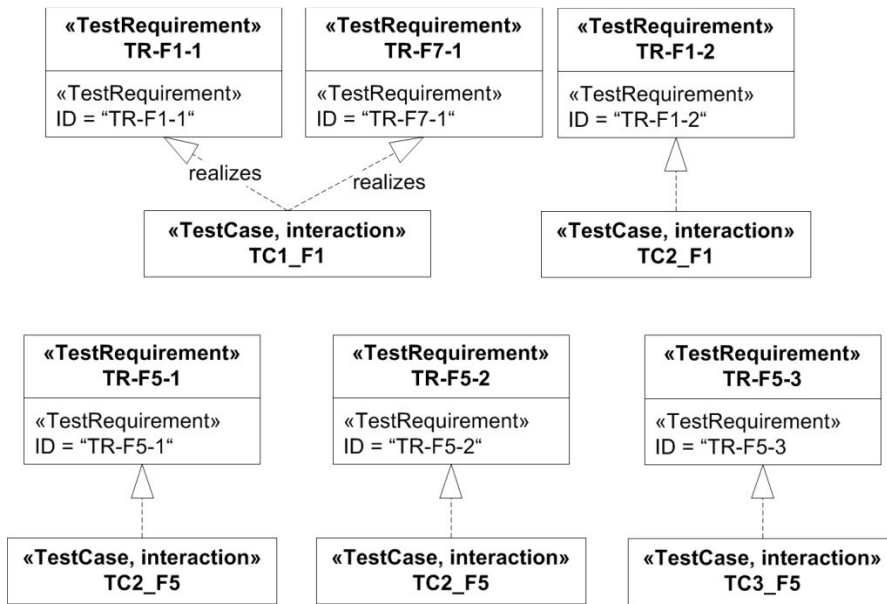 «TestRequirement»
TR-F1-1
«TestRequirement»
ID = “TR-F1-1“
«TestRequirement»
TR-F7-1
«TestRequirement»
ID = “TR-F7-1“
«TestRequirement»
TR-F1-2
«TestRequirement»
ID = “TR-F1-2“
realizes
realizes
«TestCase, interaction»
TC1_F1
«TestCase, interaction»
TC2_F1
«TestRequirement»
TR-F5-1
«TestRequirement»
ID = “TR-F5-1“
«TestRequirement»
TR-F5-2
«TestRequirement»
ID = “TR-F5-2“
«TestRequirement»
TR-F5-3
«TestRequirement»
ID = “TR-F5-3
«TestCase, interaction»
TC2_F5
«TestCase, interaction»
TC2_F5
«TestCase, interaction»
TC3_F5